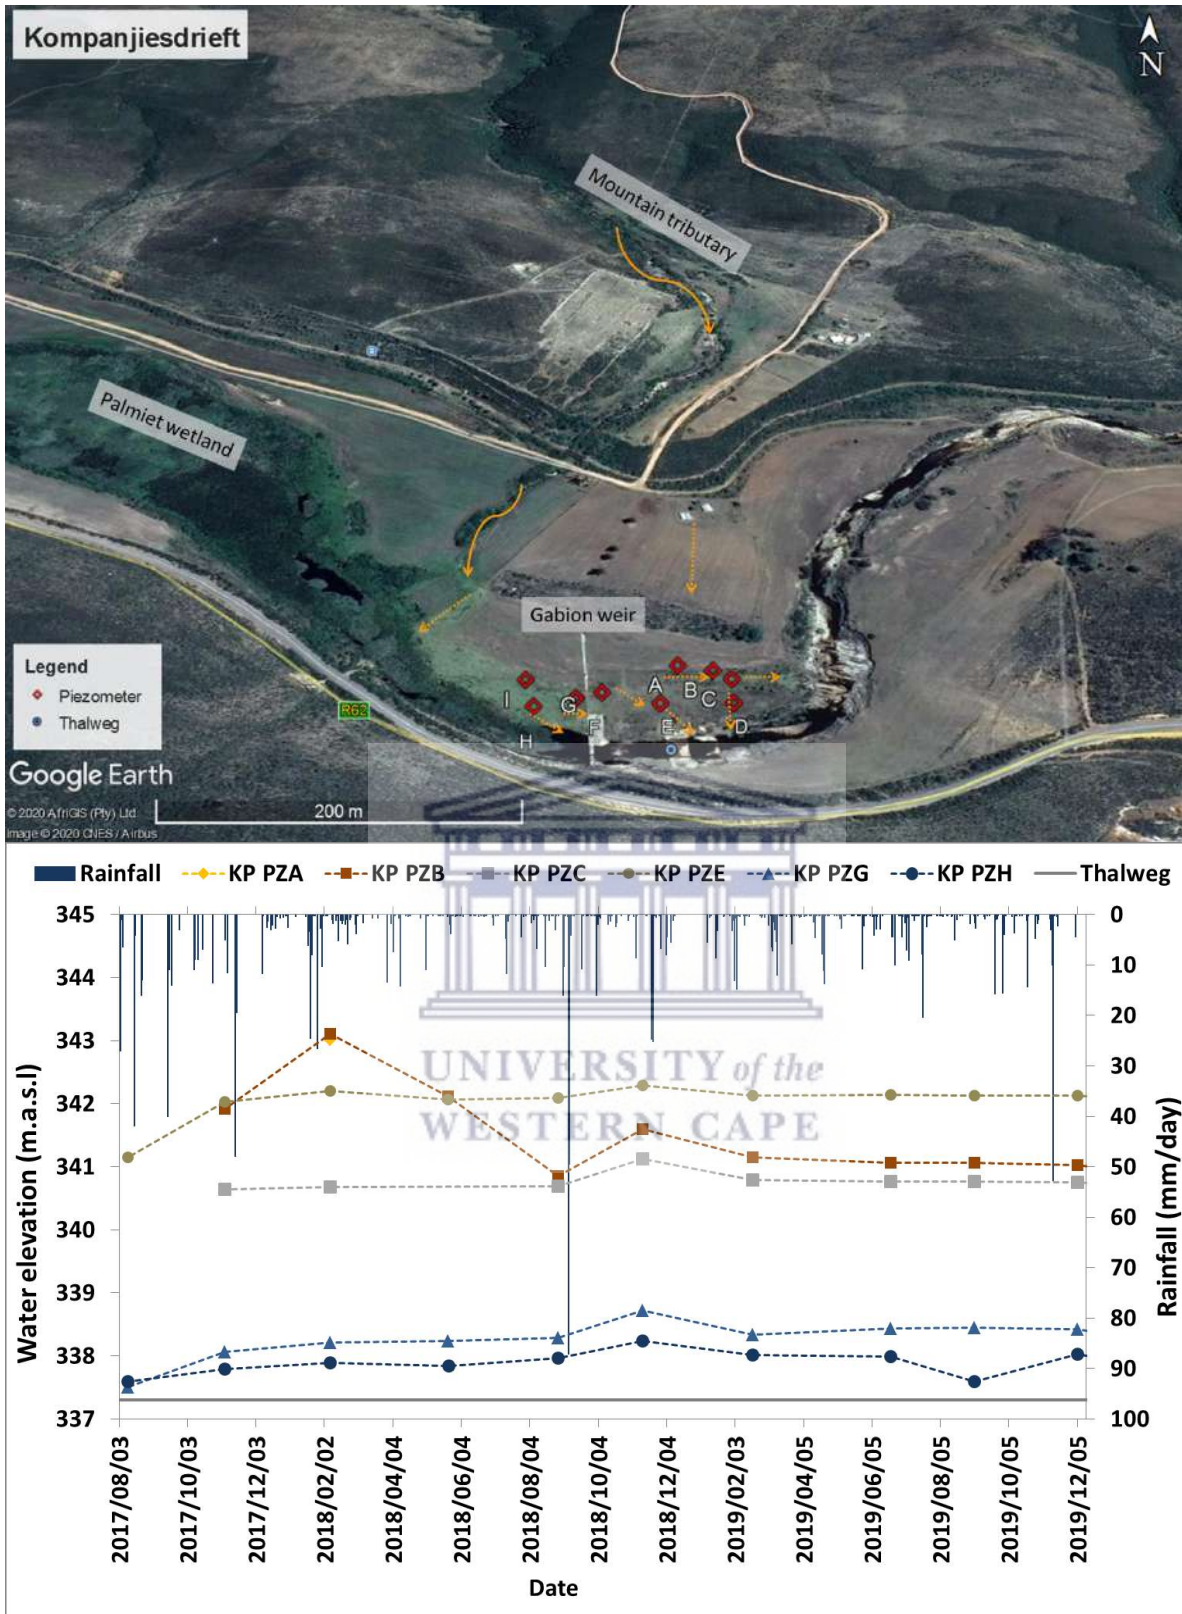 Kompanjiesdrieft
N
Mountain tributary
Palmiet wetland
Gabion weir
Legend
Piezometer
Thalweg
R62
I
H
G
F
A
B
C
E
D
Google Earth
© 2020 AfriGIS (Pty) Ltd.
Image © 2020 CNES / Airbus
200 m
Rainfall KP PZA KP PZB KP PZC KP PZE KP PZG KP PZH Thalweg
345
344
343
342
341
340
339
338
337
Water elevation (m.a.s.l)
0
10
20
30
40
50
60
70
80
90
100
Rainfall (mm/day)
UNIVERSITY of the
WESTERN CAPE
2017/08/03
2017/10/03
2017/12/03
2018/02/02
2018/04/04
2018/06/04
2018/08/04
2018/10/04
2018/12/04
2019/02/03
2019/04/05
2019/06/05
2019/08/05
2019/10/05
2019/12/05
Date